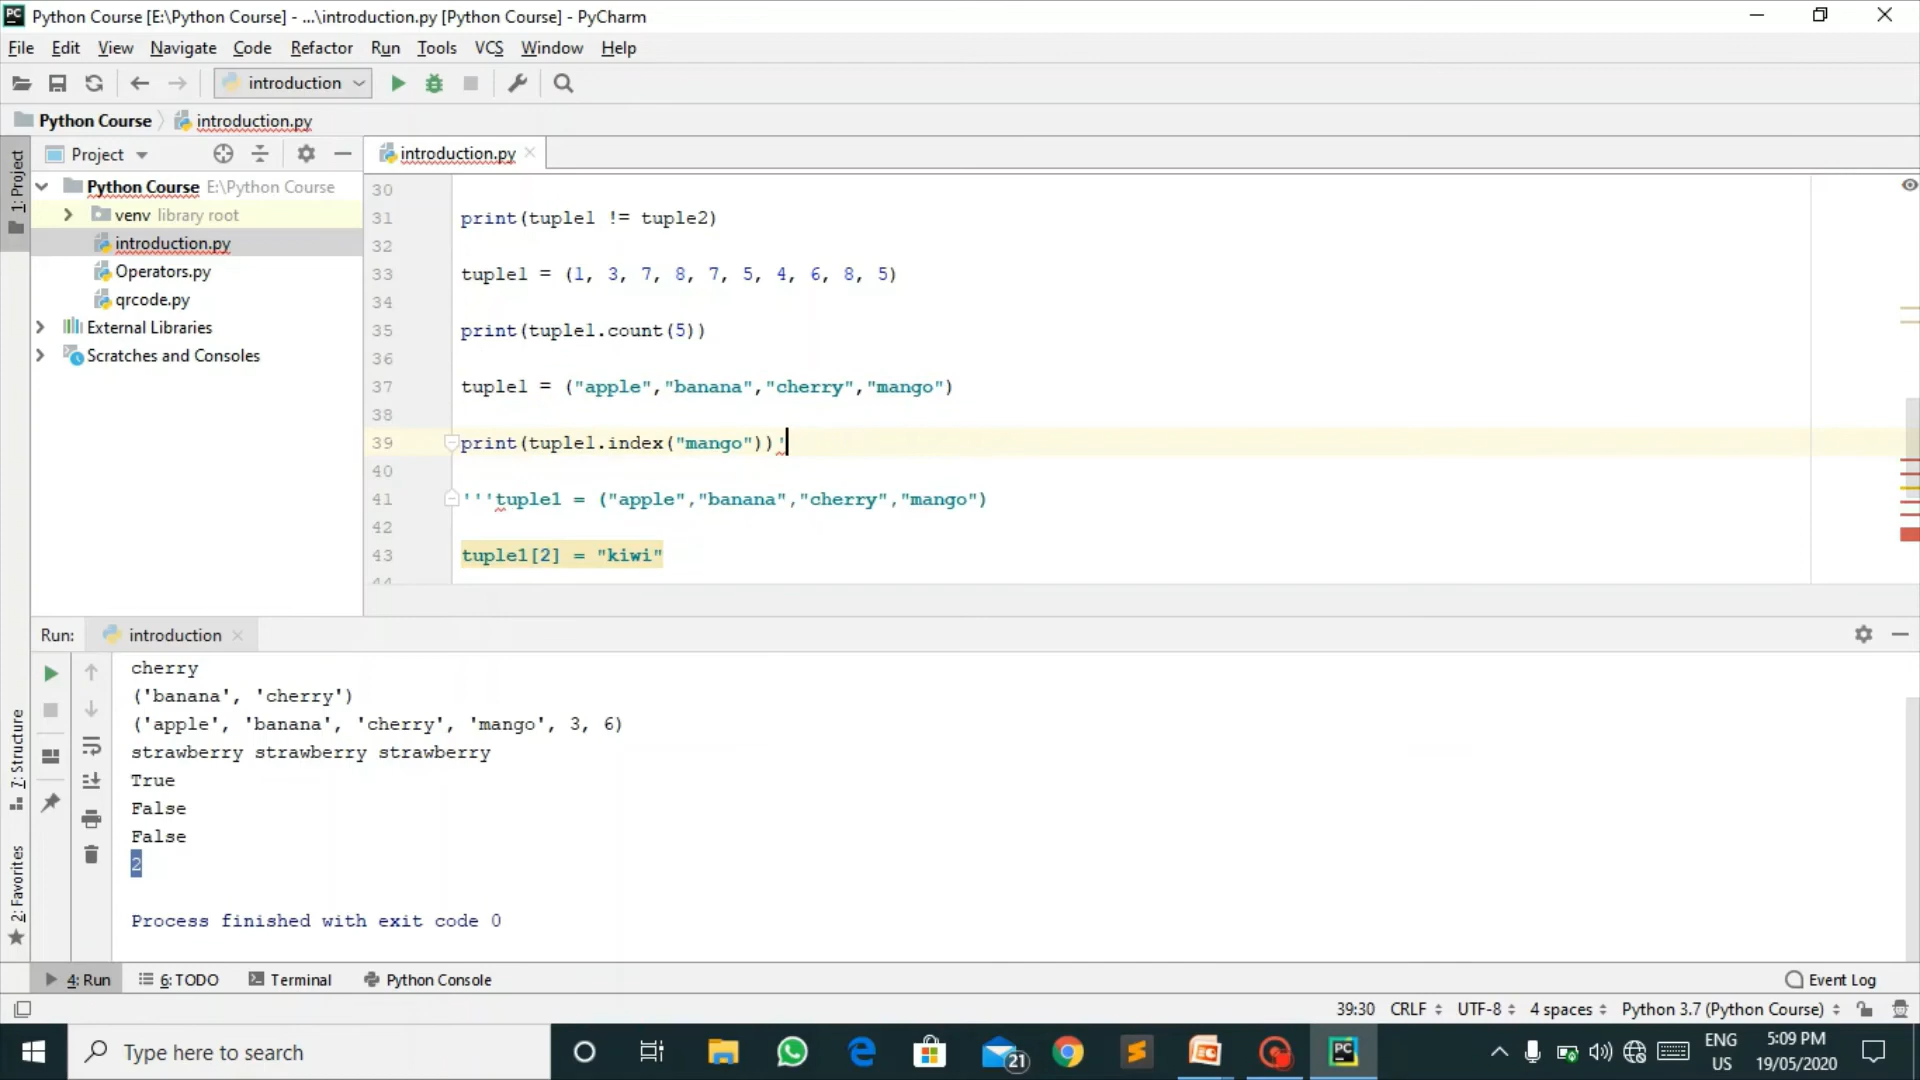 Python Course [E:\Python Course] - ...\introduction.py [Python Course] - PyCharm
File Edit View Navigate Code Refactor Run Tools VCS Window Help
introduction
Python Course introduction.py
1: Project
Project
introduction.py
Python Course E:\Python Course
venv library root
introduction.py
Operators.py
qrcode.py
External Libraries
Scratches and Consoles
30
31 print(tuple1 != tuple2)
32
33 tuple1 = (1, 3, 7, 8, 7, 5, 4, 6, 8, 5)
34
35 print(tuple1.count(5))
36
37 tuple1 = ("apple","banana","cherry","mango")
38
39 print(tuple1.index("mango"))'
40
41 '''tuple1 = ("apple","banana","cherry","mango")
42
43 tuple1[2] = "kiwi"
44
Run: introduction
cherry
('banana', 'cherry')
('apple', 'banana', 'cherry', 'mango', 3, 6)
strawberry strawberry strawberry
True
False
False
2
Process finished with exit code 0
7: Structure
2: Favorites
4: Run 6: TODO Terminal Python Console Event Log
39:30 CRLF UTF-8 4 spaces Python 3.7 (Python Course)
Type here to search
21
PC
ENG
US
5:09 PM
19/05/2020